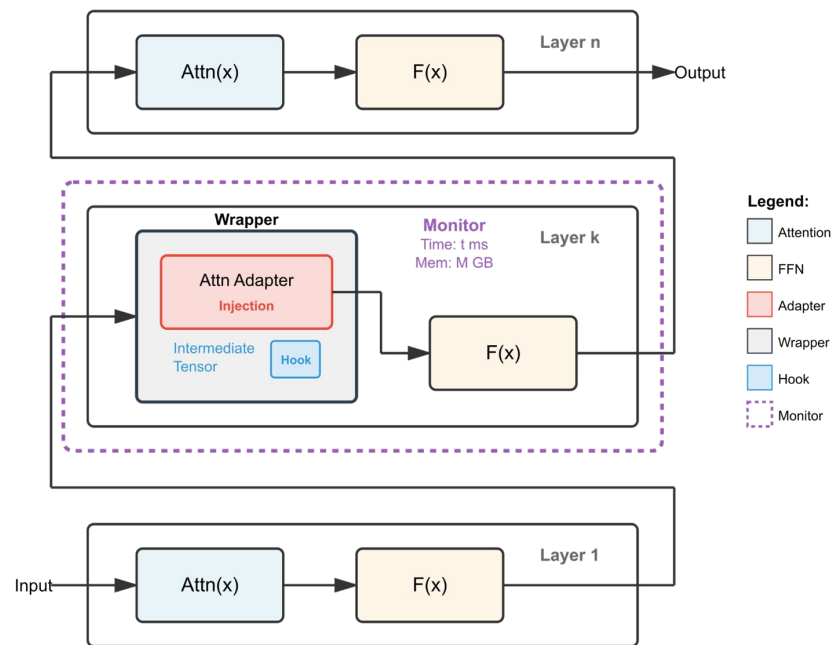 Layer n
Attn(x)
F(x)
Output
Wrapper
Monitor
Time: t ms
Mem: M GB
Layer k
Attn Adapter
Injection
Intermediate
Tensor
Hook
F(x)
Legend:
Attention
FFN
Adapter
Wrapper
Hook
Monitor
Layer 1
Input
Attn(x)
F(x)